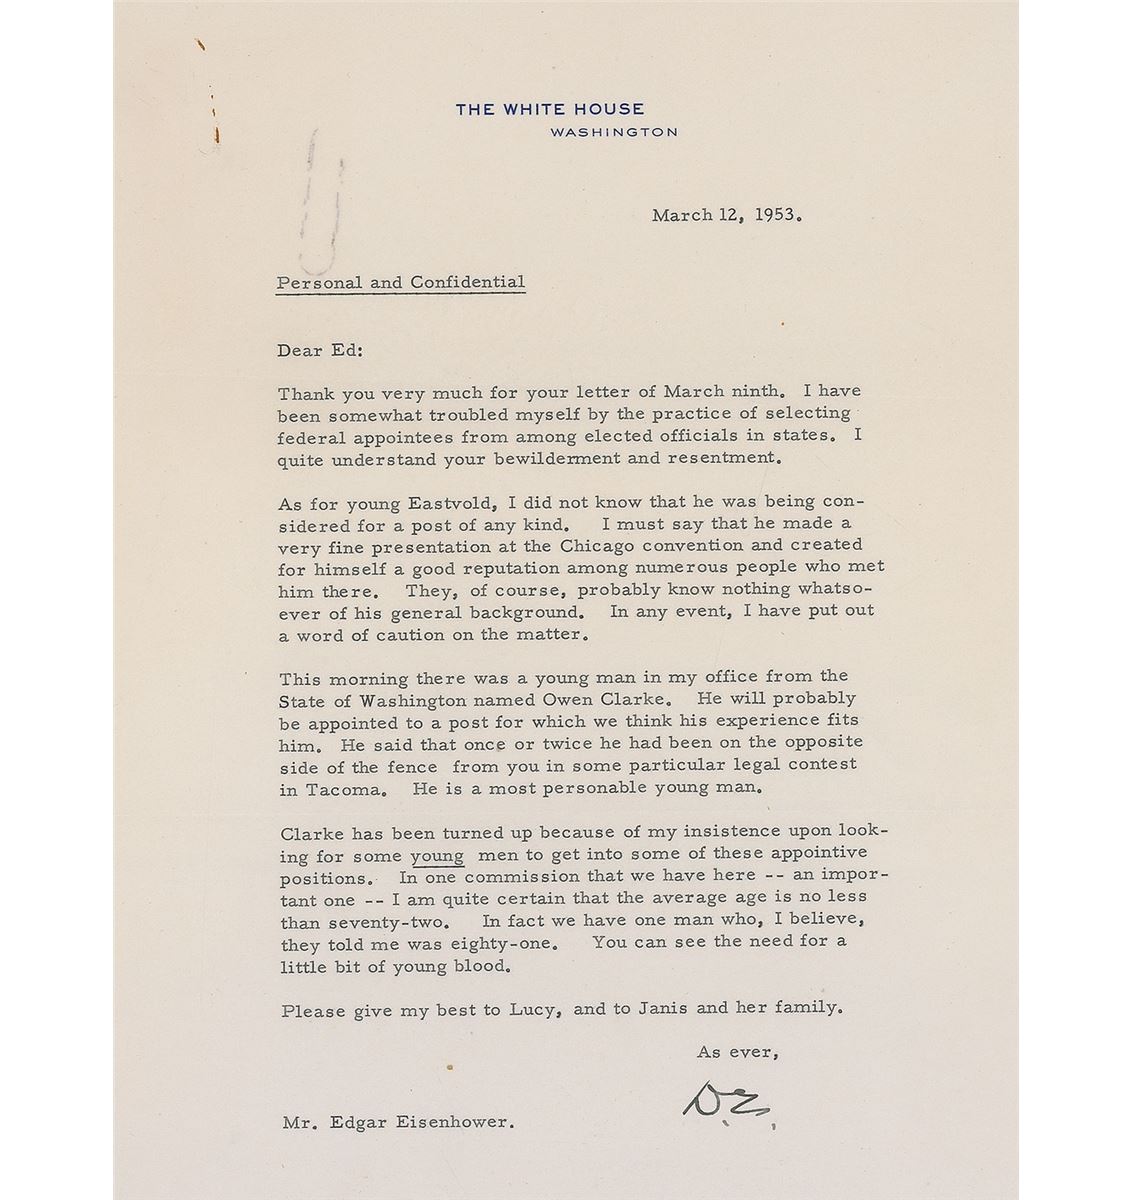 THE WHITE HOUSE
WASHINGTON
March 12, 1953.
Personal and Confidential
Dear Ed:
Thank you very much for your letter of March ninth. I have
been somewhat troubled myself by the practice of selecting
federal appointees from among elected officials in states. I
quite understand your bewilderment and resentment.
As for young Eastvold, I did not know that he was being con-
sidered for a post of any kind. I must say that he made a
very fine presentation at the Chicago convention and created
for himself a good reputation among numerous people who met
him there. They, of course, probably know nothing whatso-
ever of his general background. In any event, I have put out
a word of caution on the matter.
This morning there was a young man in my office from the
State of Washington named Owen Clarke. He will probably
be appointed to a post for which we think his experience fits
him. He said that once or twice he had been on the opposite
side of the fence from you in some particular legal contest
in Tacoma. He is a most personable young man.
Clarke has been turned up because of my insistence upon look-
ing for some young men to get into some of these appointive
positions. In one commission that we have here -- an impor-
tant one -- I am quite certain that the average age is no less
than seventy-two. In fact we have one man who, I believe,
they told me was eighty-one. You can see the need for a
little bit of young blood.
Please give my best to Lucy, and to Janis and her family.
As ever,
D.E.
Mr. Edgar Eisenhower.